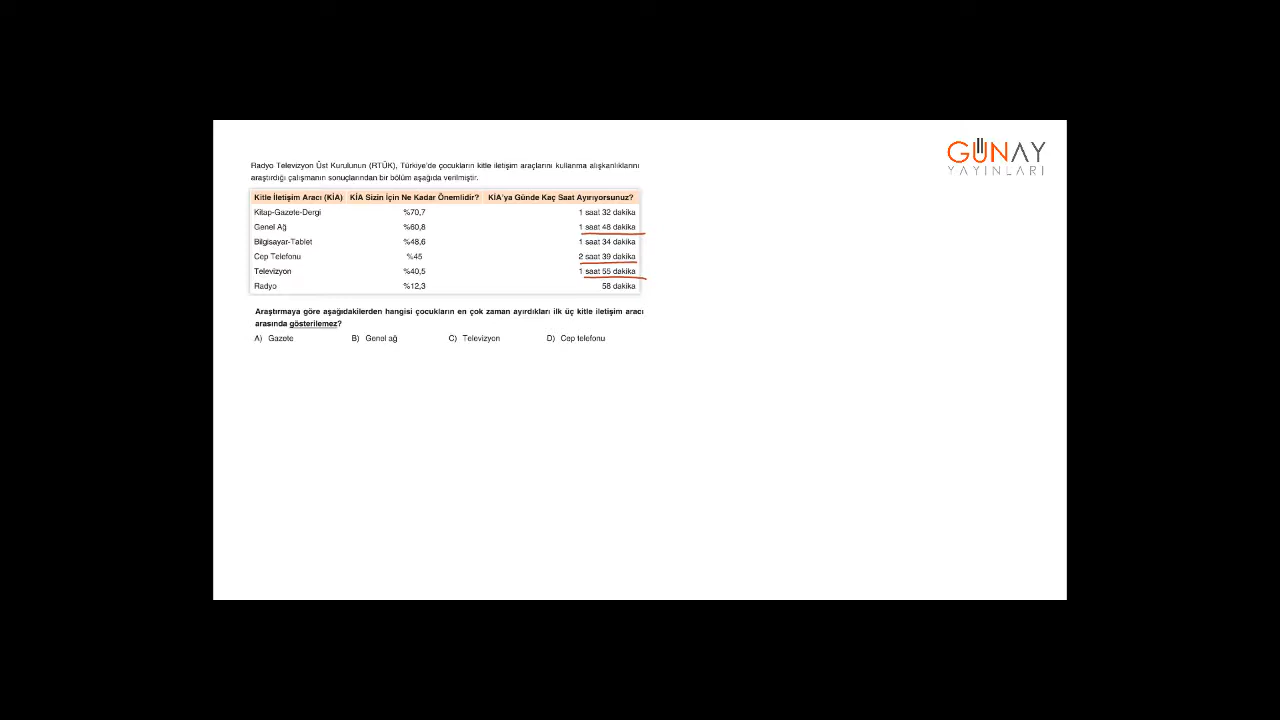 GÜNAY
YAYINLARI
Radyo Televizyon Üst Kurulunun (RTÜK), Türkiye'de çocukların kitle iletişim araçlarını kullanma alışkanlıklarını
araştırdığı çalışmanın sonuçlarından bir bölüm aşağıda verilmiştir.
Kitle İletişim Aracı (KİA) KİA Sizin İçin Ne Kadar Önemlidir? KİA'ya Günde Kaç Saat Ayırıyorsunuz?
Kitap-Gazete-Dergi %70,7 1 saat 32 dakika
Genel Ağ %60,8 1 saat 48 dakika
Bilgisayar-Tablet %48,6 1 saat 34 dakika
Cep Telefonu %45 2 saat 39 dakika
Televizyon %40,5 1 saat 55 dakika
Radyo %12,3 58 dakika
Araştırmaya göre aşağıdakilerden hangisi çocukların en çok zaman ayırdıkları ilk üç kitle iletişim aracı
arasında gösterilemez?
A) Gazete B) Genel ağ C) Televizyon D) Cep telefonu